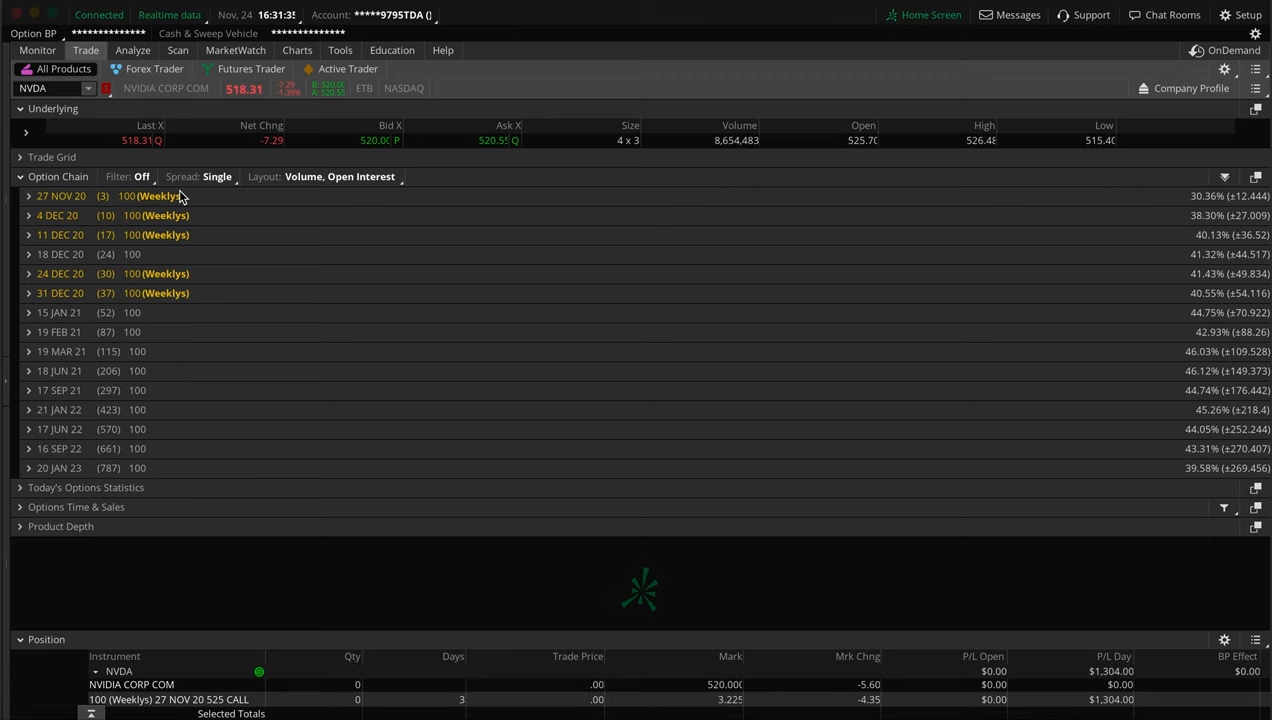 Connected Realtime data Nov, 24 16:31:35 Account: *****9795TDA () Home Screen Messages Support Chat Rooms Setup
Option BP ************** Cash & Sweep Vehicle **************
Monitor Trade Analyze Scan MarketWatch Charts Tools Education Help OnDemand
All Products Forex Trader Futures Trader Active Trader
NVDA NVIDIA CORP COM 518.31 -7.29 -1.39% B: 520.00 A: 520.55 ETB NASDAQ Company Profile
Underlying
Last X Net Chng Bid X Ask X Size Volume Open High Low
518.31 Q -7.29 520.00 P 520.55 Q 4 x 3 8,654,483 525.70 526.48 515.40
Trade Grid
Option Chain Filter: Off Spread: Single Layout: Volume, Open Interest
27 NOV 20 (3) 100 (Weeklys) 30.36% (±12.444)
4 DEC 20 (10) 100 (Weeklys) 38.30% (±27.009)
11 DEC 20 (17) 100 (Weeklys) 40.13% (±36.52)
18 DEC 20 (24) 100 41.32% (±44.517)
24 DEC 20 (30) 100 (Weeklys) 41.43% (±49.834)
31 DEC 20 (37) 100 (Weeklys) 40.55% (±54.116)
15 JAN 21 (52) 100 44.75% (±70.922)
19 FEB 21 (87) 100 42.93% (±88.26)
19 MAR 21 (115) 100 46.03% (±109.528)
18 JUN 21 (206) 100 46.12% (±149.373)
17 SEP 21 (297) 100 44.74% (±176.442)
21 JAN 22 (423) 100 45.26% (±218.4)
17 JUN 22 (570) 100 44.05% (±252.244)
16 SEP 22 (661) 100 43.31% (±270.407)
20 JAN 23 (787) 100 39.58% (±269.456)
Today's Options Statistics
Options Time & Sales
Product Depth
Position
Instrument Qty Days Trade Price Mark Mrk Chng P/L Open P/L Day BP Effect
NVDA $0.00 $1,304.00 $0.00
NVIDIA CORP COM 0 .00 520.000 -5.60 $0.00 $0.00
100 (Weeklys) 27 NOV 20 525 CALL 0 3 .00 3.225 -4.35 $0.00 $1,304.00
Selected Totals